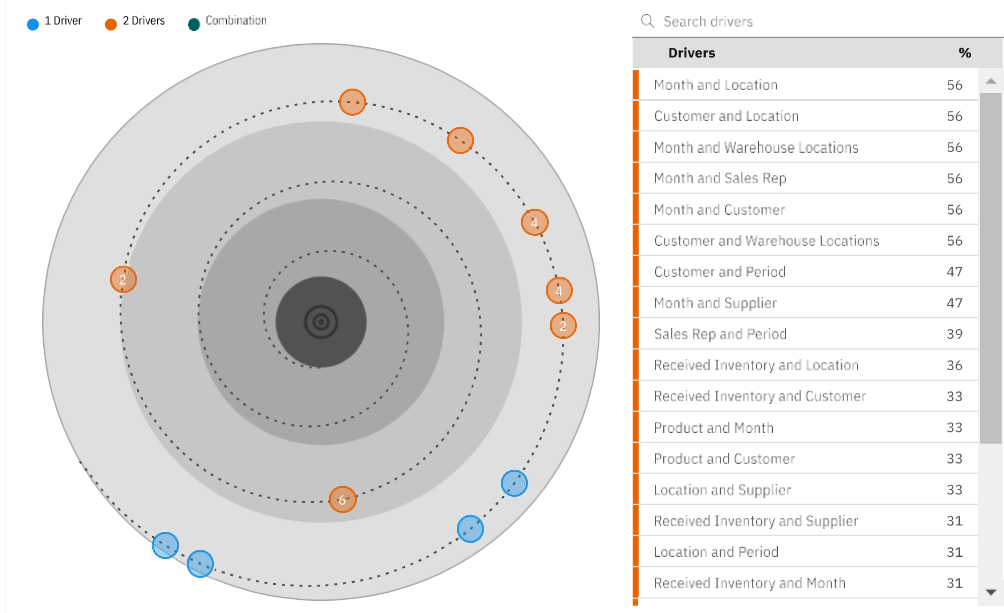 1 Driver 2 Drivers Combination
Search drivers
Drivers %
Month and Location 56
Customer and Location 56
Month and Warehouse Locations 56
Month and Sales Rep 56
Month and Customer 56
Customer and Warehouse Locations 56
Customer and Period 47
Month and Supplier 47
Sales Rep and Period 39
Received Inventory and Location 36
Received Inventory and Customer 33
Product and Month 33
Product and Customer 33
Location and Supplier 33
Received Inventory and Supplier 31
Location and Period 31
Received Inventory and Month 31
4
2
4
2
6